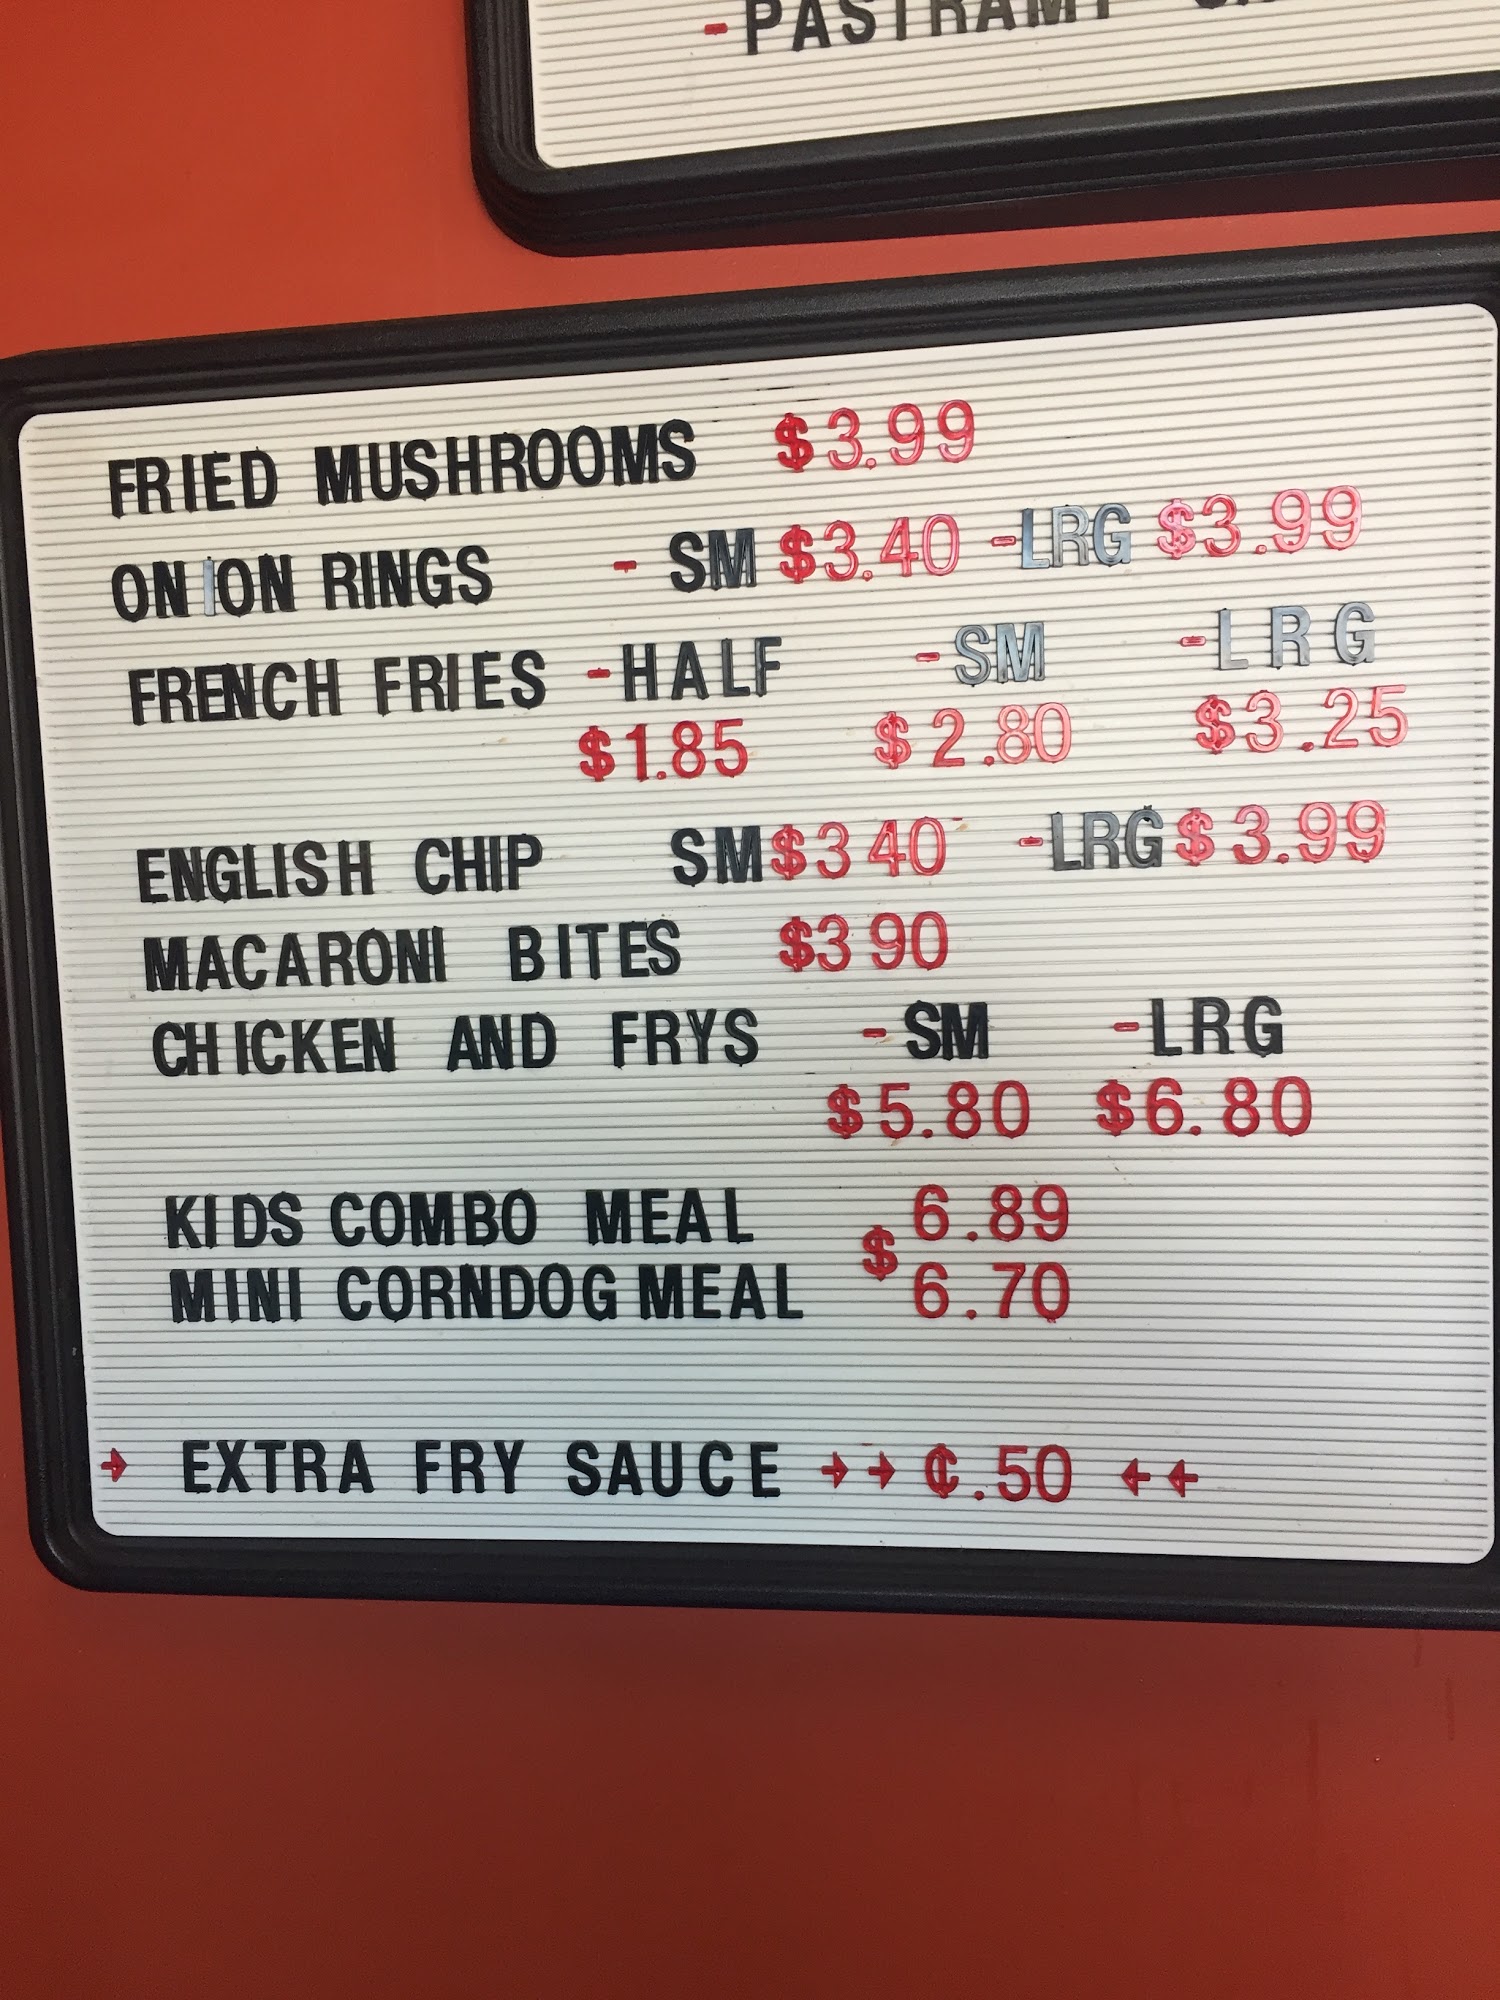 -PASTRAMI
FRIED MUSHROOMS $3.99
ONION RINGS - SM $3.40 -LRG $3.99
FRENCH FRIES -HALF -SM -LRG
$1.85 $2.80 $3.25
ENGLISH CHIP SM $3 40 -LRG $3.99
MACARONI BITES $3 90
CHICKEN AND FRYS -SM -LRG
$5.80 $6.80
KIDS COMBO MEAL $ 6.89
MINI CORNDOG MEAL 6.70
→ EXTRA FRY SAUCE →→ ¢.50 ←←